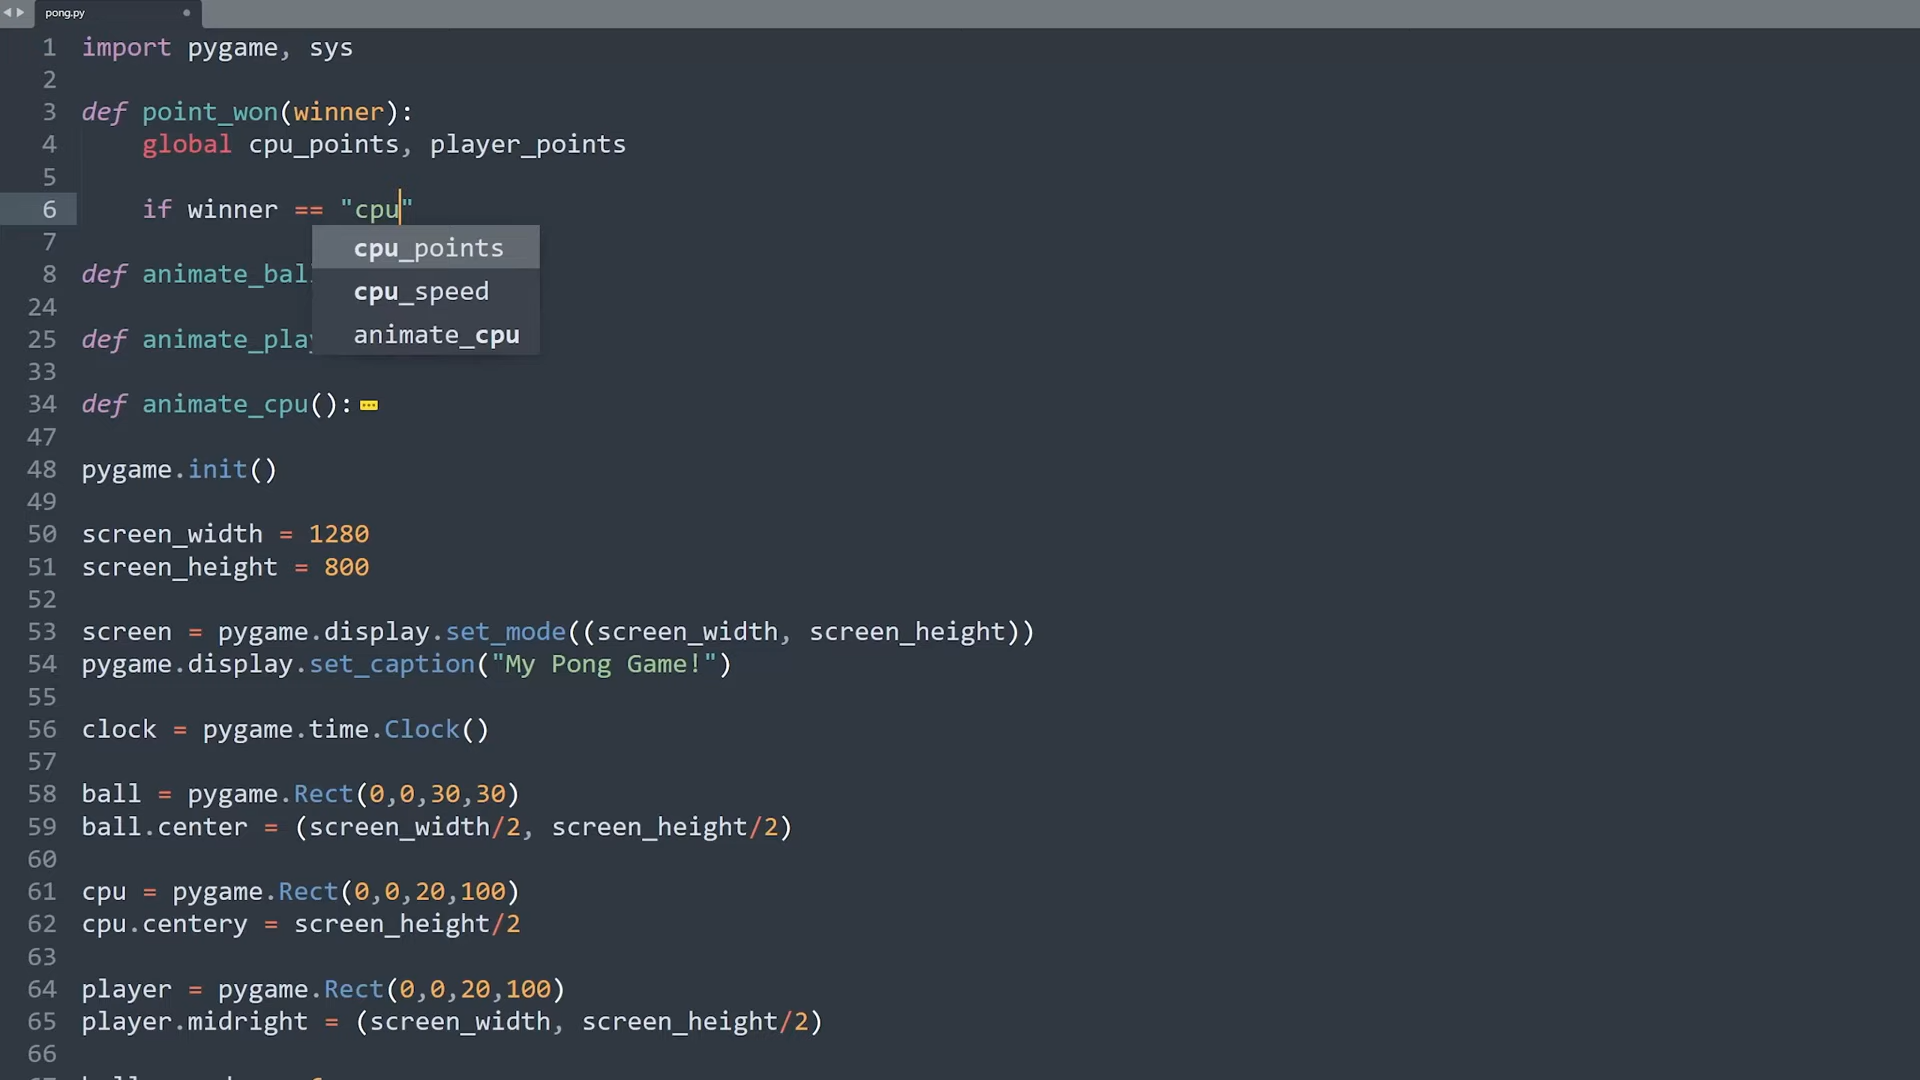 pong.py
1 import pygame, sys
2
3 def point_won(winner):
4 global cpu_points, player_points
5
6 if winner == "cpu"
cpu_points
cpu_speed
animate_cpu
7
8 def animate_bal
24
25 def animate_pla
33
34 def animate_cpu():
47
48 pygame.init()
49
50 screen_width = 1280
51 screen_height = 800
52
53 screen = pygame.display.set_mode((screen_width, screen_height))
54 pygame.display.set_caption("My Pong Game!")
55
56 clock = pygame.time.Clock()
57
58 ball = pygame.Rect(0,0,30,30)
59 ball.center = (screen_width/2, screen_height/2)
60
61 cpu = pygame.Rect(0,0,20,100)
62 cpu.centery = screen_height/2
63
64 player = pygame.Rect(0,0,20,100)
65 player.midright = (screen_width, screen_height/2)
66